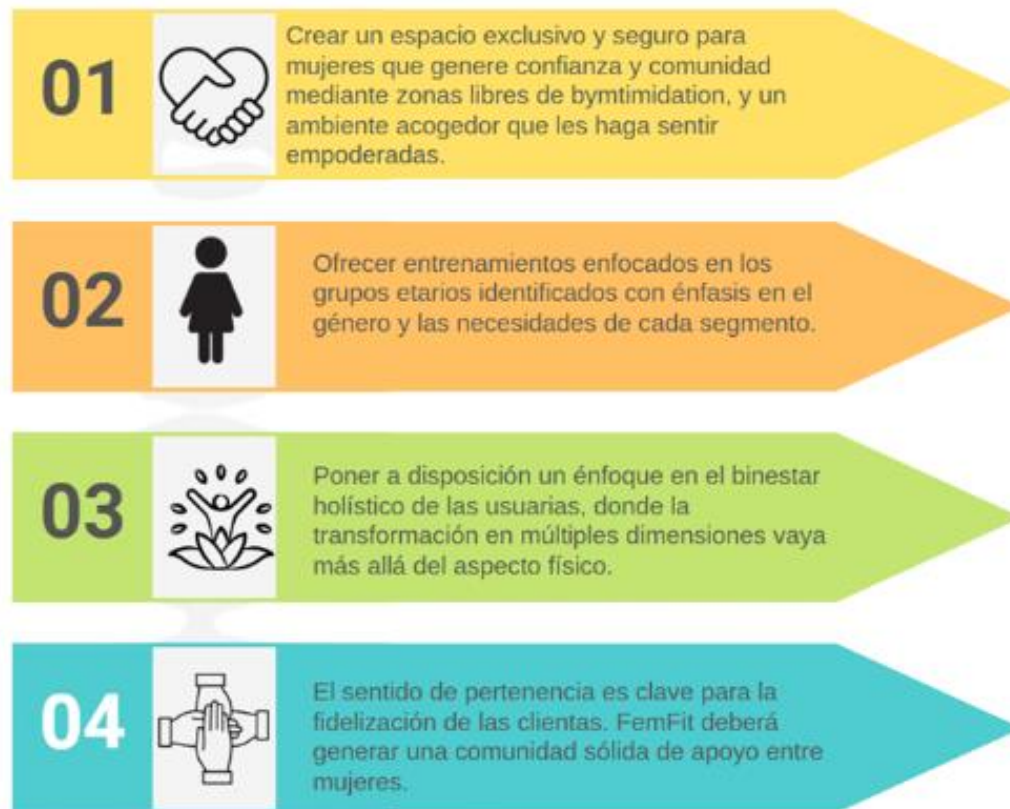 01
Crear un espacio exclusivo y seguro para
mujeres que genere confianza y comunidad
mediante zonas libres de bymtimidation, y un
ambiente acogedor que les haga sentir
empoderadas.
02
Ofrecer entrenamientos enfocados en los
grupos etarios identificados con énfasis en el
género y las necesidades de cada segmento.
03
Poner a disposición un énfoque en el binestar
holístico de las usuarias, donde la
transformación en múltiples dimensiones vaya
más allá del aspecto físico.
04
El sentido de pertenencia es clave para la
fidelización de las clientas. FemFit deberá
generar una comunidad sólida de apoyo entre
mujeres.